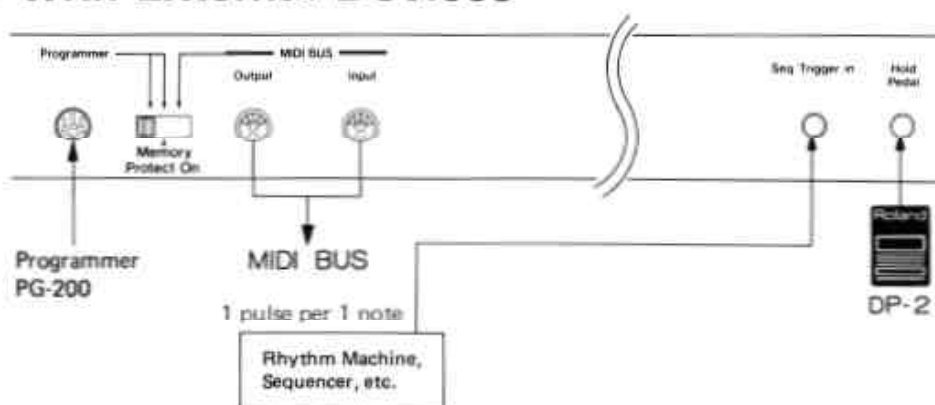 Programmer
MIDI BUS
Output
Input
Seq Trigger in
Hold
Pedal
Memory
Protect On
Roland
Programmer
PG-200
MIDI BUS
DP-2
1 pulse per 1 note
Rhythm Machine,
Sequencer, etc.